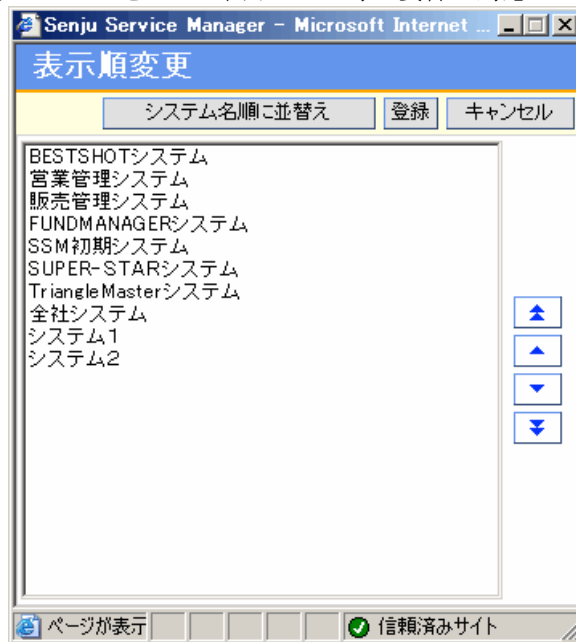 Senju Service Manager - Microsoft Internet ...
表示順変更
システム名順に並替え 登録 キャンセル
BESTSHOTシステム
営業管理システム
販売管理システム
FUNDMANAGERシステム
SSM初期システム
SUPER-STARシステム
TriangleMasterシステム
全社システム
システム1
システム2
ページが表示 信頼済みサイト